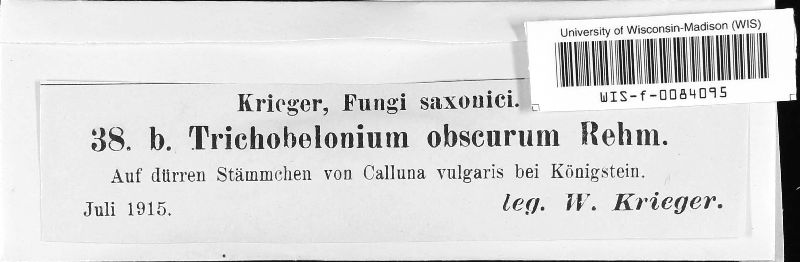 University of Wisconsin-Madison (WIS)
WIS-f-0084095
Krieger, Fungi saxonici.
38. b. Trichobelonium obscurum Rehm.
Auf dürren Stämmchen von Calluna vulgaris bei Königstein.
Juli 1915.
leg. W. Krieger.